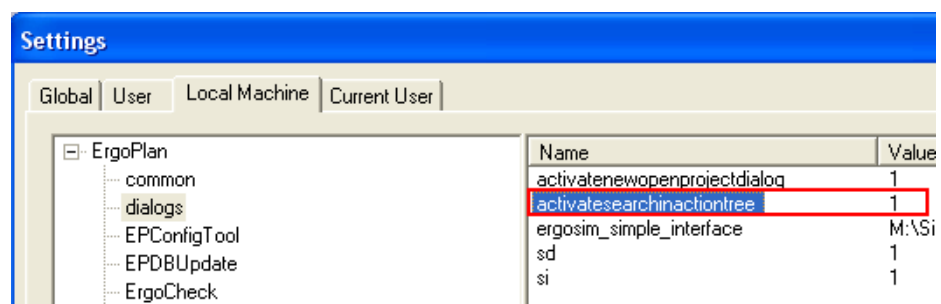 Settings
Global User Local Machine Current User
ErgoPlan
common
dialogs
EPConfigTool
EPDBUpdate
ErgoCheck
Name Value
activatenewopenprojectdialog 1
activatesearchinactiontree 1
ergosim_simple_interface M:\Si
sd 1
si 1